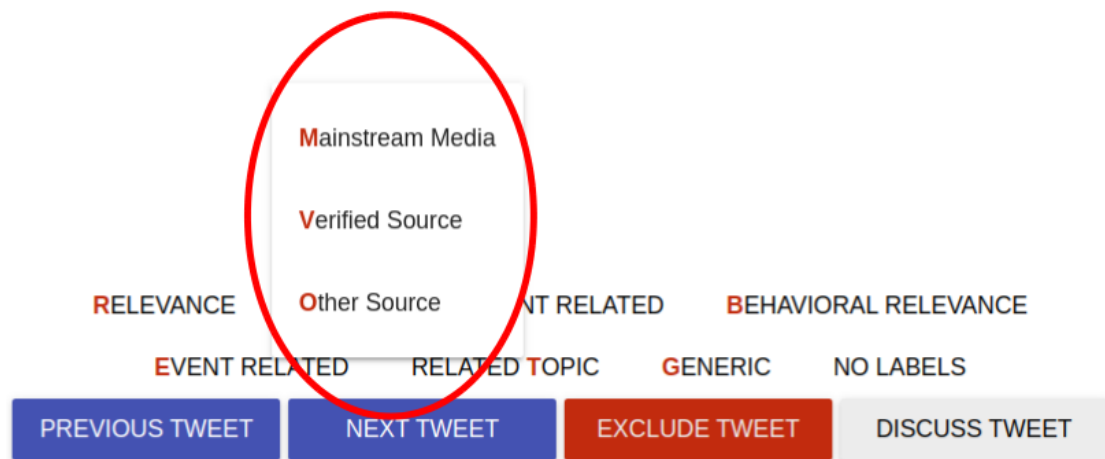 Mainstream Media
Verified Source
Other Source
RELEVANCE NT RELATED BEHAVIORAL RELEVANCE
EVENT RELATED RELATED TOPIC GENERIC NO LABELS
PREVIOUS TWEET NEXT TWEET EXCLUDE TWEET DISCUSS TWEET